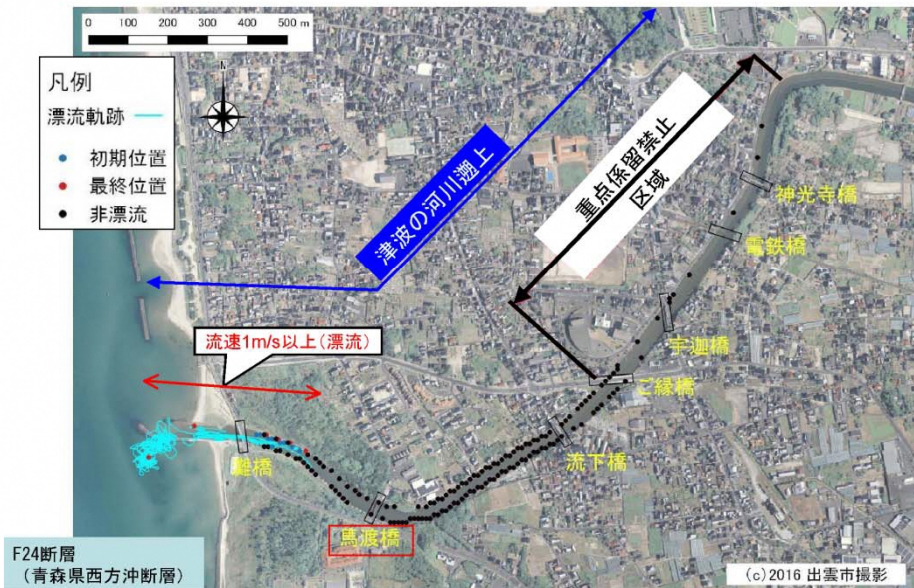 0 100 200 300 400 500 m
凡例
漂流軌跡
初期位置
最終位置
非漂流
N
津波の河川遡上
重点係留禁止
区域
神光寺橋
電鉄橋
宇迦橋
ご縁橋
流下橋
馬渡橋
灘橋
流速1m/s以上(漂流)
F24断層
(青森県西方沖断層)
(c)2016 出雲市撮影